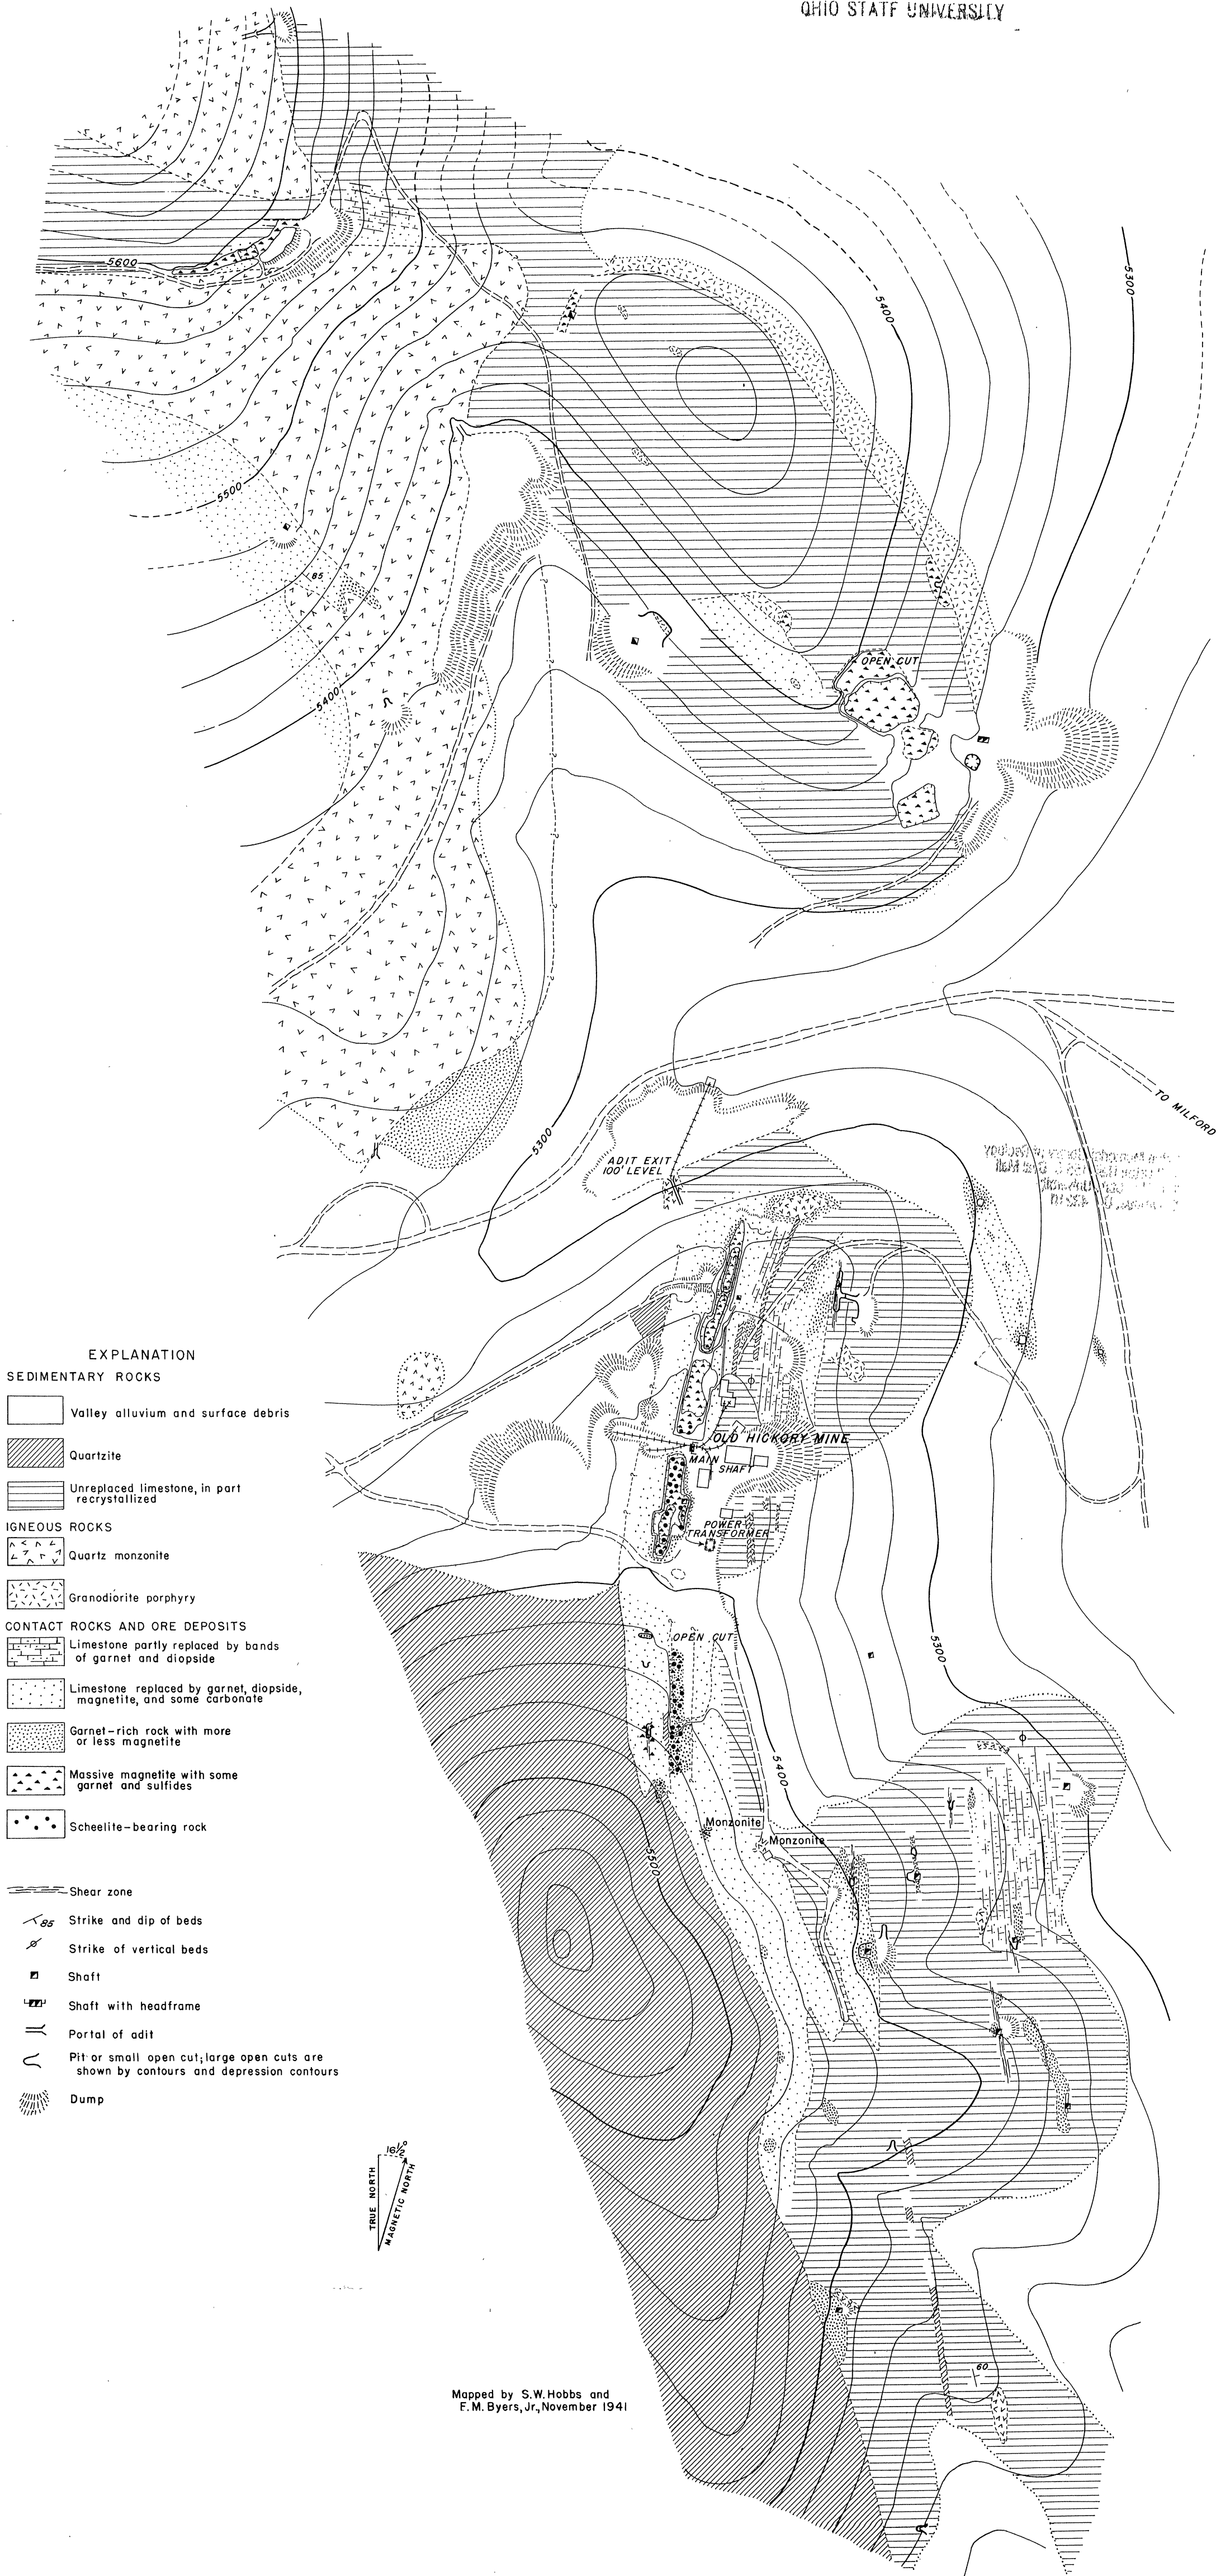 OHIO STATE UNIVERSITY
5600
5300
5400
5500
85
OPEN CUT
5400
TO MILFORD
5300
ADIT EXIT
100' LEVEL
OLD HICKORY MINE
MAIN
SHAFT
POWER
TRANSFORMER
OPEN CUT
5300
5400
Monzonite
Monzonite
5500
60
EXPLANATION
SEDIMENTARY ROCKS
Valley alluvium and surface debris
Quartzite
Unreplaced limestone, in part
recrystallized
IGNEOUS ROCKS
Quartz monzonite
Granodiorite porphyry
CONTACT ROCKS AND ORE DEPOSITS
Limestone partly replaced by bands
of garnet and diopside
Limestone replaced by garnet, diopside,
magnetite, and some carbonate
Garnet-rich rock with more
or less magnetite
Massive magnetite with some
garnet and sulfides
Scheelite-bearing rock
Shear zone
85 Strike and dip of beds
Strike of vertical beds
Shaft
Shaft with headframe
Portal of adit
Pit or small open cut; large open cuts are
shown by contours and depression contours
Dump
16½°
TRUE NORTH
MAGNETIC NORTH
Mapped by S.W. Hobbs and
F.M. Byers, Jr., November 1941